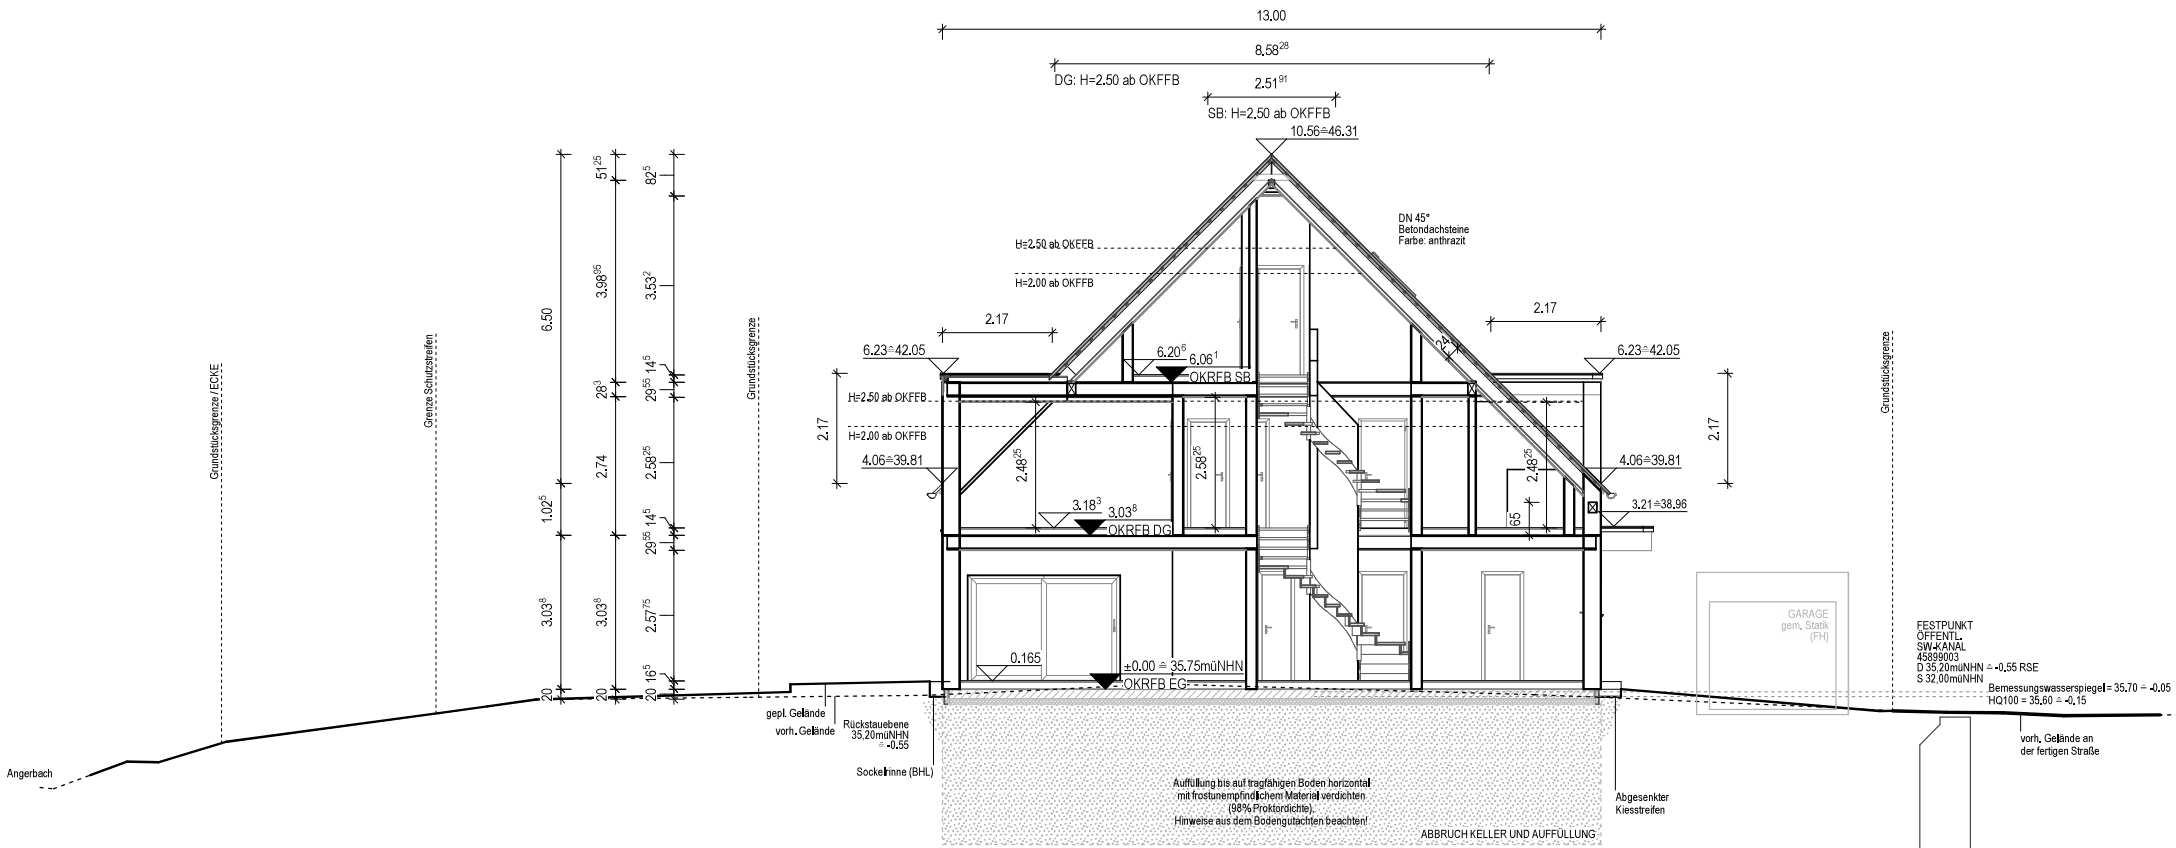 13.00
8.58²⁸
DG: H=2.50 ab OKFFB
2.51⁹¹
SB: H=2.50 ab OKFFB
10.56≙46.31
51²⁵
82⁵
DN 45°
Betondachsteine
Farbe: anthrazit
H=2.50 ab OKFFB
H=2.00 ab OKFFB
6.50
3.98⁹⁵
3.53²
2.17
2.17
6.23≙42.05
6.20⁶
6.06¹
OKRFB SB
24
6.23≙42.05
Grundstücksgrenze / ECKE
Grenze Schutzstreifen
Grundstücksgrenze
Grundstücksgrenze
28³
14⁵
29⁵⁵
H=2.50 ab OKFFB
H=2.00 ab OKFFB
2.17
2.17
2.74
2.58²⁵
2.48²⁵
2.58²⁵
2.48²⁵
4.06≙39.81
4.06≙39.81
1.02⁵
14⁵
29⁵⁵
3.18³
3.03⁸
OKRFB DG
65
3.21≙38.96
3.03⁸
3.03⁸
2.57⁷⁵
GARAGE
gem. Statik
(FH)
FESTPUNKT
ÖFFENTL.
SW-KANAL
45899003
D 35,20müNHN ≙ -0.55 RSE
S 32,00müNHN
0.165
±0.00 ≙ 35.75müNHN
OKRFB EG
20
20
20
16⁵
Bemessungswasserspiegel = 35.70 ≙ -0.05
HQ100 = 35.60 ≙ -0.15
gepl. Gelände
vorh. Gelände
Rückstauebene
35,20müNHN
≙ -0.55
Sockelrinne (BHL)
vorh. Gelände an
der fertigen Straße
Angerbach
Auffüllung bis auf tragfähigen Boden horizontal
mit frostunempfindlichem Material verdichten
(98% Proktordichte).
Hinweise aus dem Bodengutachten beachten!
Abgesenkter
Kiesstreifen
ABBRUCH KELLER UND AUFFÜLLUNG